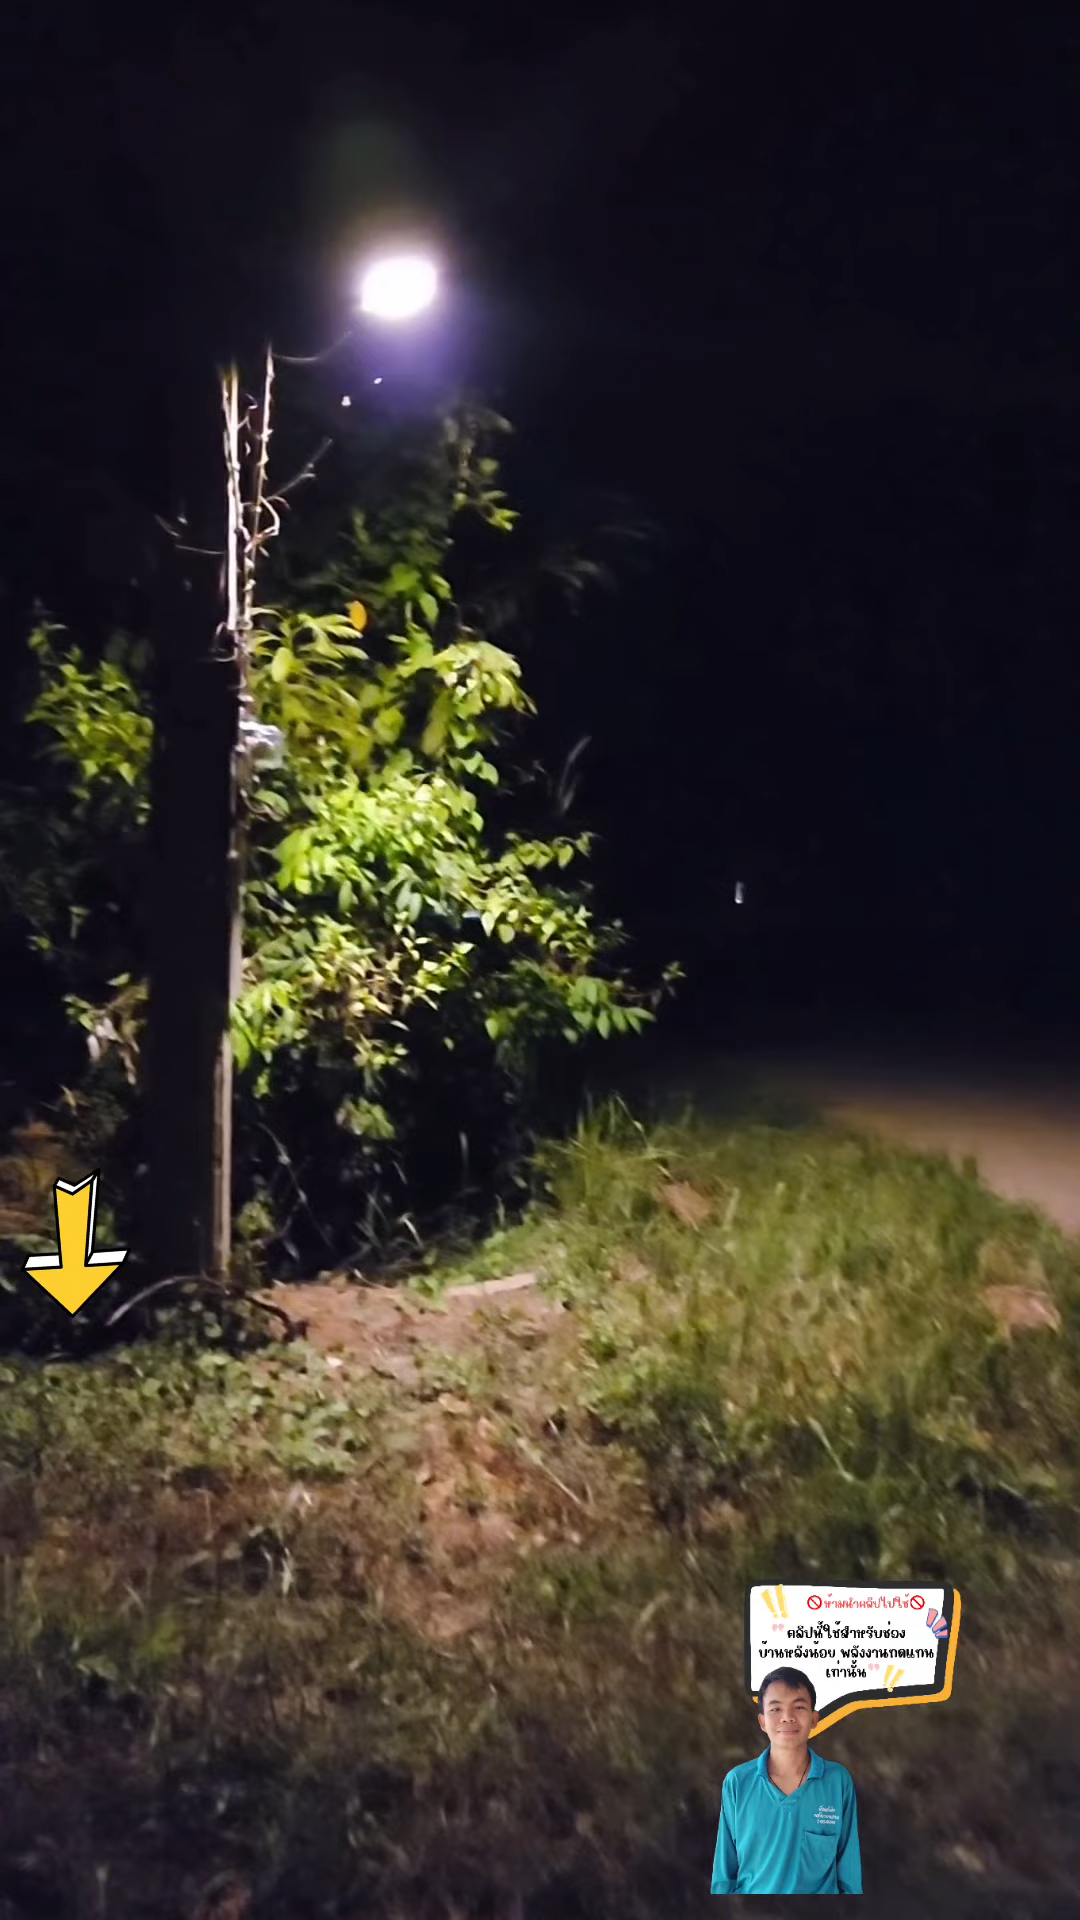 🚫ห้ามนำคลิปไปใช้🚫
"คลิปนี้ใช้สำหรับช่อง
บ้านหลังน้อย พลังงานทดแทน
เท่านั้น"